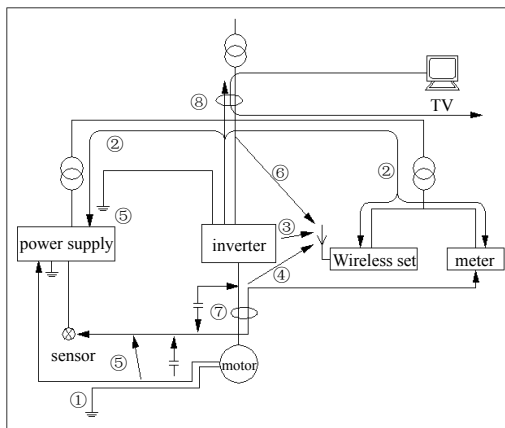 TV
⑧
②
②
⑥
⑤
③
power supply
inverter
Wireless set
meter
④
⑦
sensor
⑤
motor
①